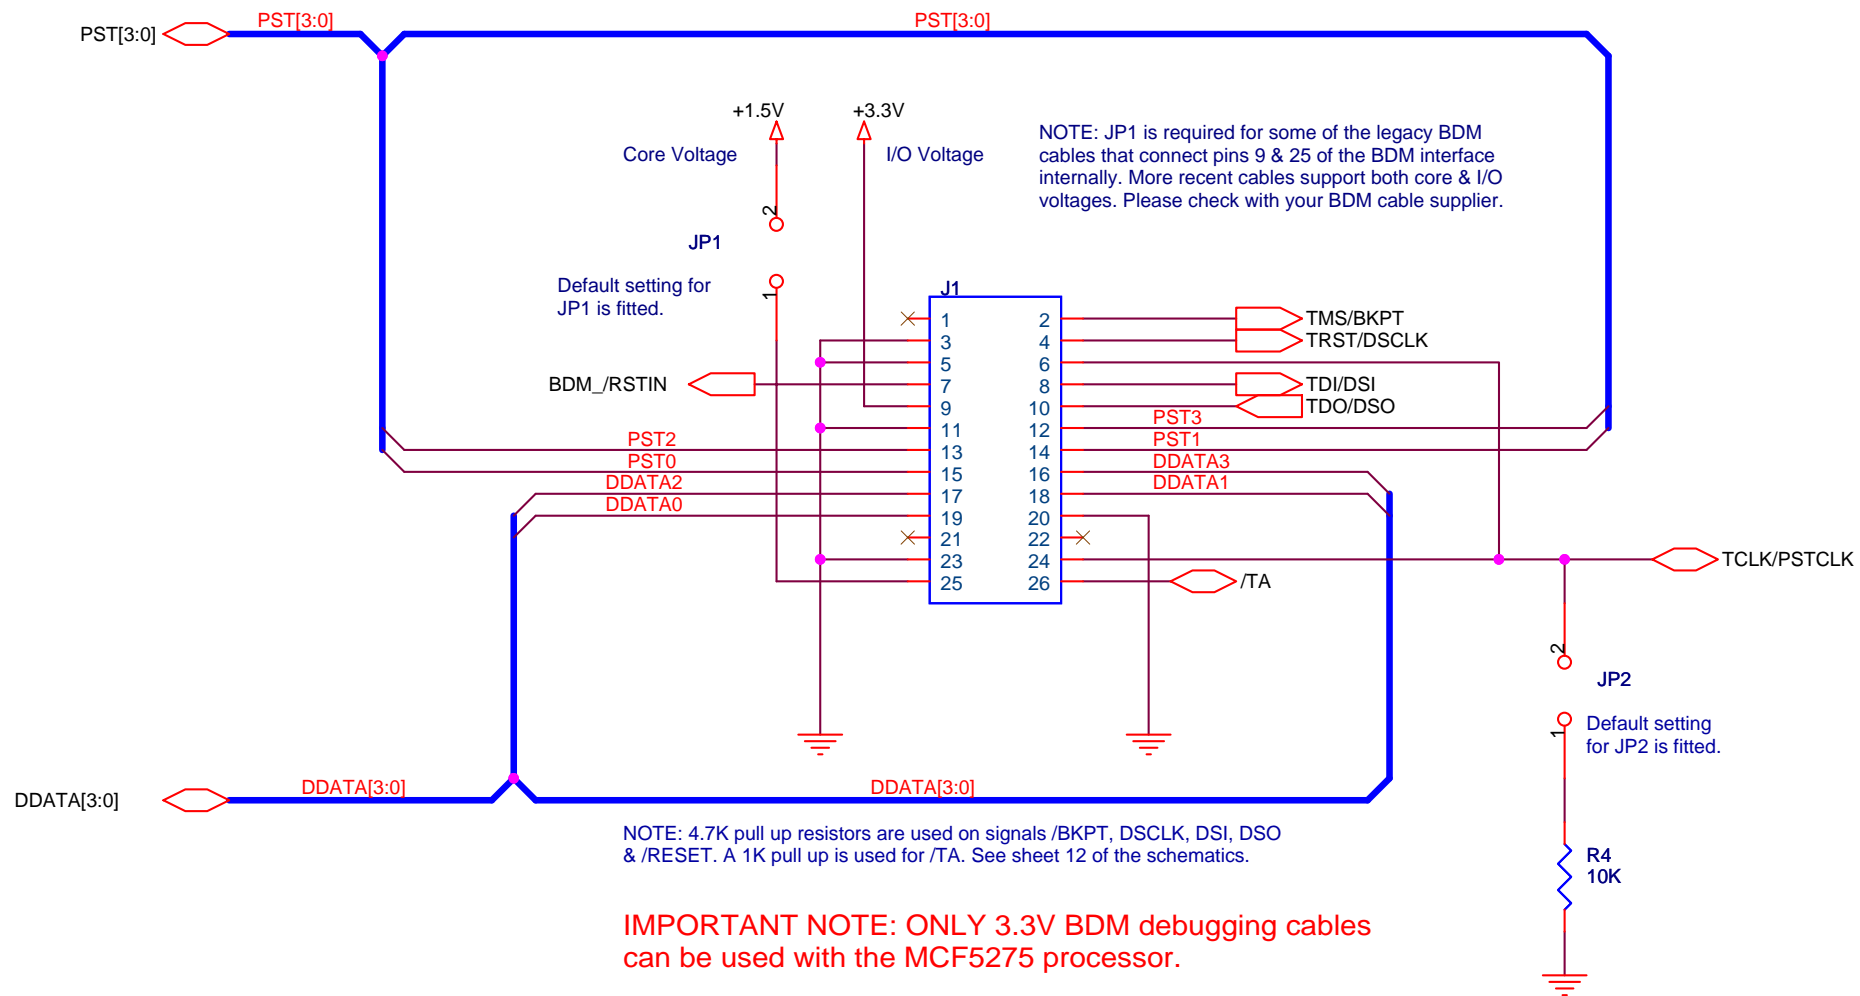 PST[3:0]
PST[3:0]
PST[3:0]
+1.5V
+3.3V
Core Voltage
I/O Voltage
NOTE: JP1 is required for some of the legacy BDM
cables that connect pins 9 & 25 of the BDM interface
internally. More recent cables support both core & I/O
voltages. Please check with your BDM cable supplier.
2
JP1
1
Default setting for
JP1 is fitted.
J1
1 2 TMS/BKPT
3 4 TRST/DSCLK
5 6
BDM_/RSTIN 7 8 TDI/DSI
9 10 TDO/DSO
11 12 PST3
PST2 13 14 PST1
PST0 15 16 DDATA3
DDATA2 17 18 DDATA1
DDATA0 19 20
21 22
23 24 TCLK/PSTCLK
25 26 /TA
2
JP2
1
Default setting
for JP2 is fitted.
DDATA[3:0]
DDATA[3:0]
DDATA[3:0]
NOTE: 4.7K pull up resistors are used on signals /BKPT, DSCLK, DSI, DSO
& /RESET. A 1K pull up is used for /TA. See sheet 12 of the schematics.
R4
10K
IMPORTANT NOTE: ONLY 3.3V BDM debugging cables
can be used with the MCF5275 processor.